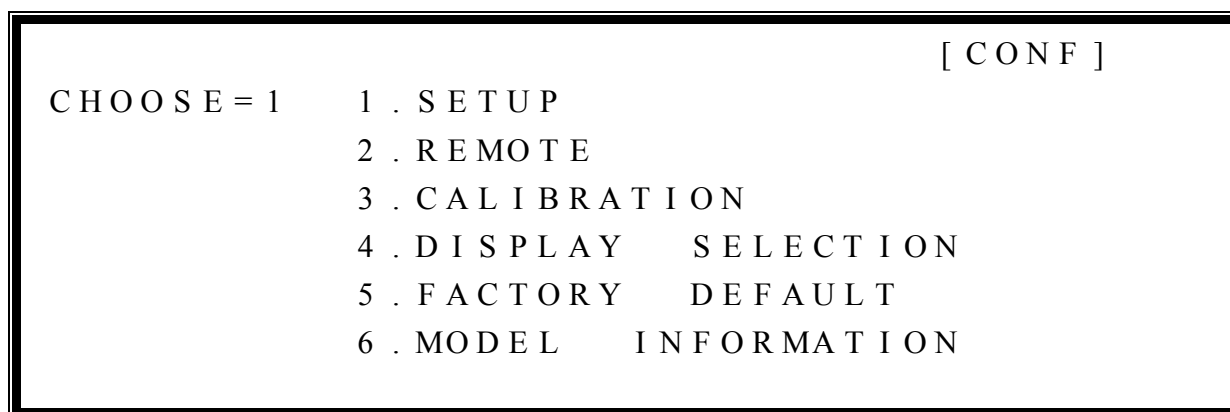 [ CONF ]
CHOOSE=1 1.SETUP
2.REMOTE
3.CALIBRATION
4.DISPLAY SELECTION
5.FACTORY DEFAULT
6.MODEL INFORMATION